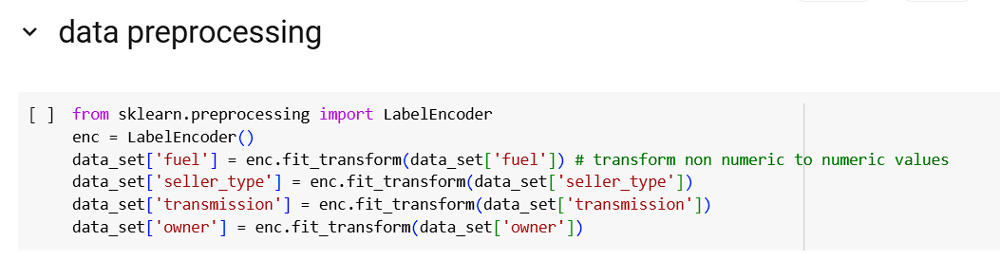 data preprocessing
[ ] from sklearn.preprocessing import LabelEncoder
enc = LabelEncoder()
data_set['fuel'] = enc.fit_transform(data_set['fuel']) # transform non numeric to numeric values
data_set['seller_type'] = enc.fit_transform(data_set['seller_type'])
data_set['transmission'] = enc.fit_transform(data_set['transmission'])
data_set['owner'] = enc.fit_transform(data_set['owner'])